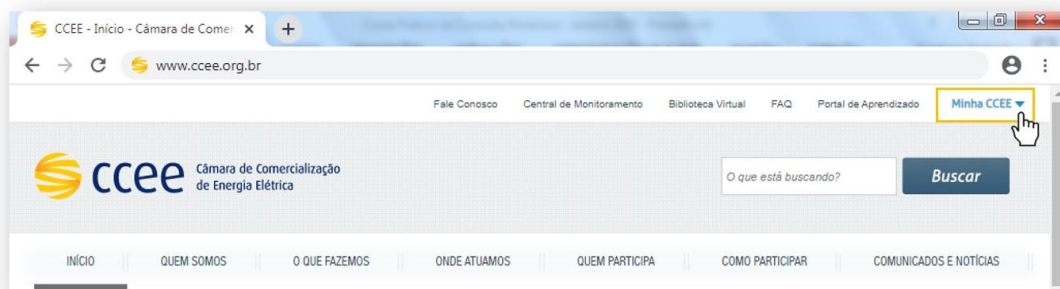 CCEE - Início - Câmara de Comer
www.ccee.org.br
Fale Conosco Central de Monitoramento Biblioteca Virtual FAQ Portal de Aprendizado Minha CCEE
ccee Câmara de Comercialização
de Energia Elétrica
O que está buscando? Buscar
INÍCIO QUEM SOMOS O QUE FAZEMOS ONDE ATUAMOS QUEM PARTICIPA COMO PARTICIPAR COMUNICADOS E NOTÍCIAS